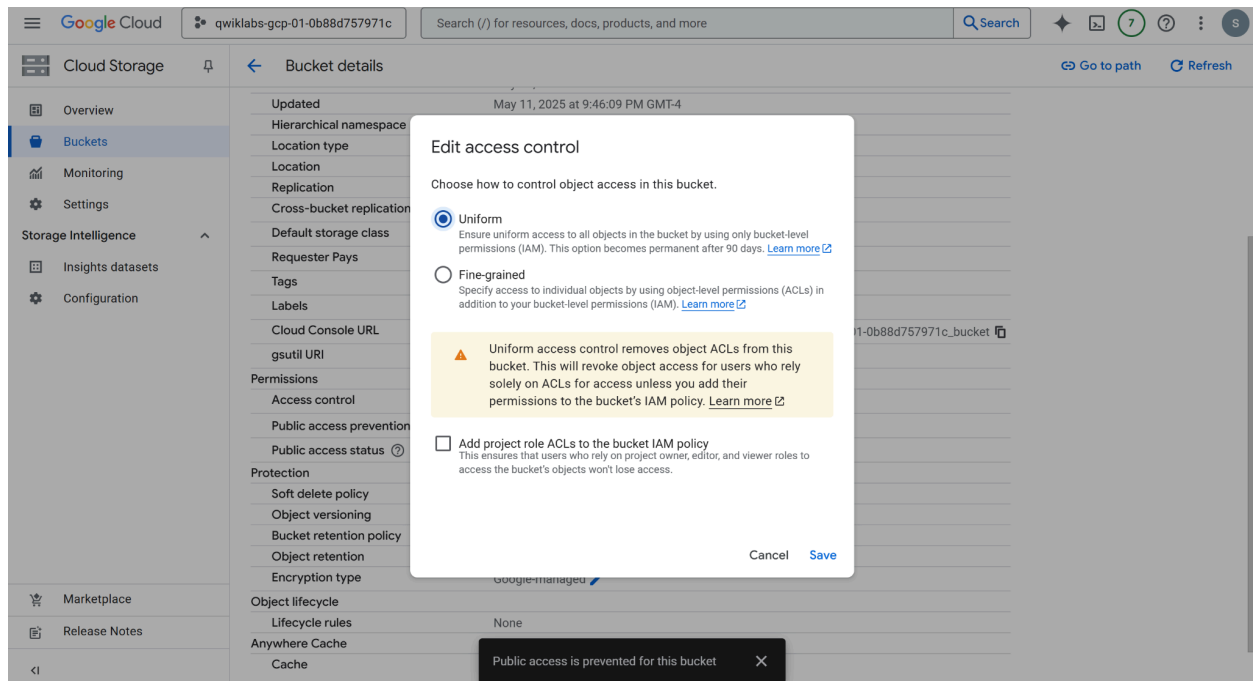 Google Cloud
qwiklabs-gcp-01-0b88d757971c
Search (/) for resources, docs, products, and more
Search
7
S
Cloud Storage
Bucket details
Go to path
Refresh
Overview
Buckets
Monitoring
Settings
Storage Intelligence
Insights datasets
Configuration
Marketplace
Release Notes
Updated May 11, 2025 at 9:46:09 PM GMT-4
Hierarchical namespace
Location type
Location
Replication
Cross-bucket replication
Default storage class
Requester Pays
Tags
Labels
Cloud Console URL 01-0b88d757971c_bucket
gsutil URI
Permissions
Access control
Public access prevention
Public access status
Protection
Soft delete policy
Object versioning
Bucket retention policy
Object retention
Encryption type Google-managed
Object lifecycle
Lifecycle rules None
Anywhere Cache
Cache
Edit access control
Choose how to control object access in this bucket.
Uniform
Ensure uniform access to all objects in the bucket by using only bucket-level
permissions (IAM). This option becomes permanent after 90 days. Learn more
Fine-grained
Specify access to individual objects by using object-level permissions (ACLs) in
addition to your bucket-level permissions (IAM). Learn more
Uniform access control removes object ACLs from this
bucket. This will revoke object access for users who rely
solely on ACLs for access unless you add their
permissions to the bucket's IAM policy. Learn more
Add project role ACLs to the bucket IAM policy
This ensures that users who rely on project owner, editor, and viewer roles to
access the bucket's objects won't lose access.
Cancel Save
Public access is prevented for this bucket